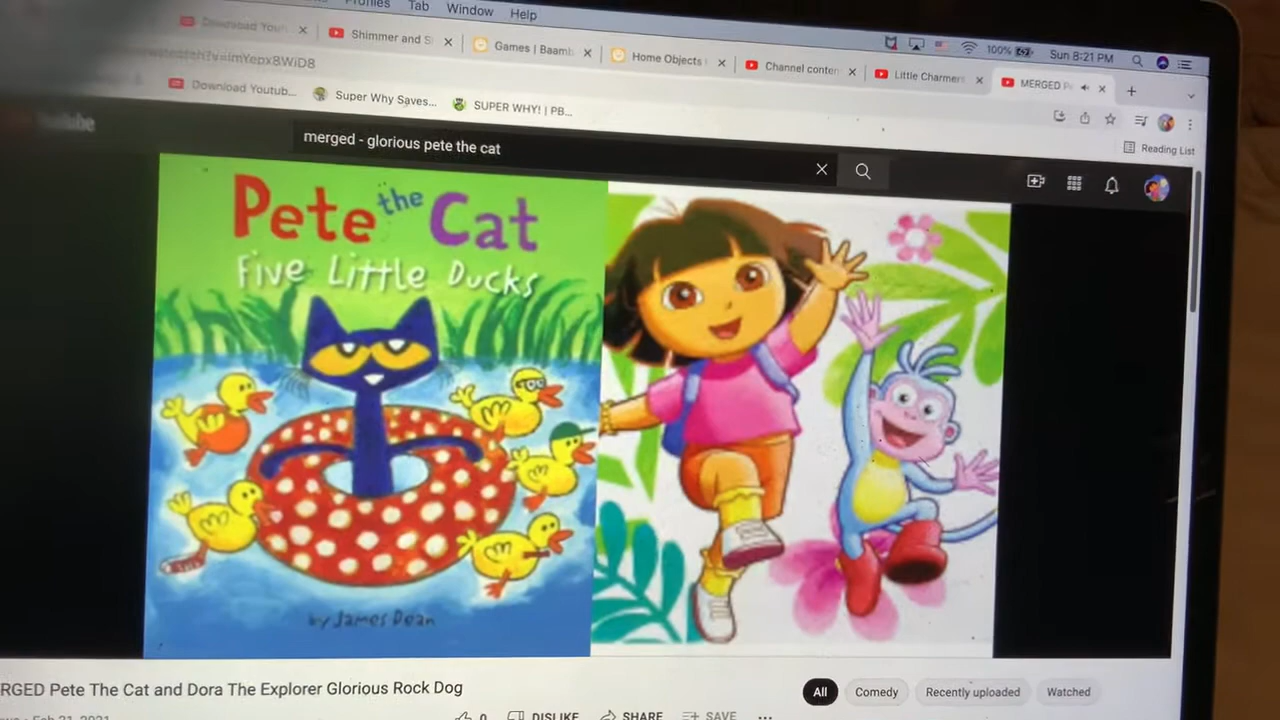 Tab Window Help
100% Sun 8:21 PM
Shimmer and S
Games | Baamb
Home Objects
Channel conten
Little Charmers
MERGED P
Download Youtub...
Super Why Saves...
SUPER WHY! | PB...
Reading List
merged - glorious pete the cat
Pete the Cat
Five Little Ducks
by James Dean
RGED Pete The Cat and Dora The Explorer Glorious Rock Dog
All
Comedy
Recently uploaded
Watched
0
DISLIKE
SHARE
SAVE